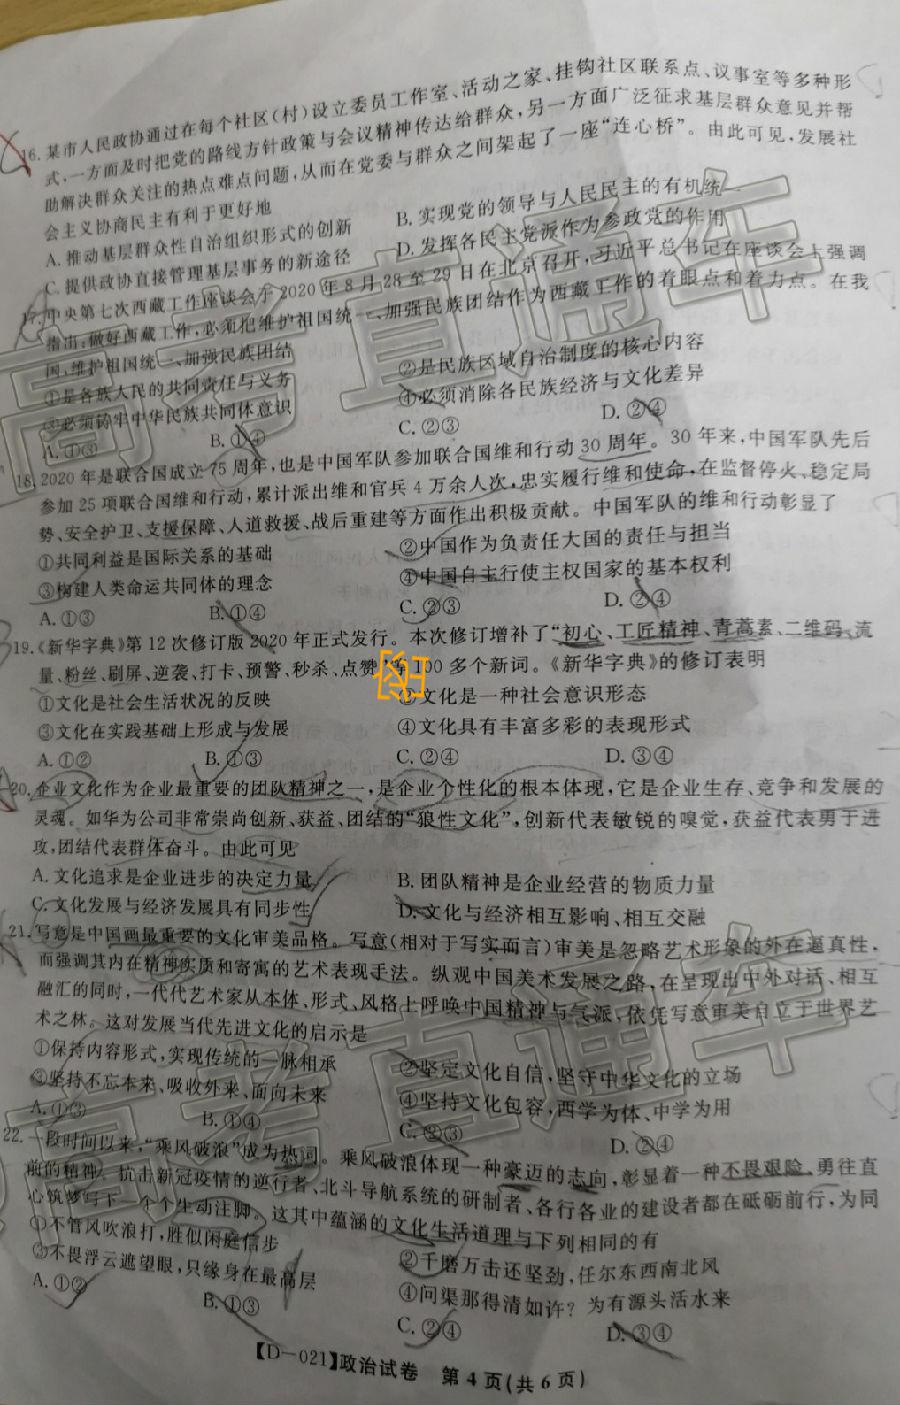 16.某市人民政协通过在每个社区(村)设立委员工作室、活动之家、挂钩社区联系点、议事室等多种形
式,一方面及时把党的路线方针政策与会议精神传达给群众,另一方面广泛征求基层群众意见并帮
助解决群众关注的热点难点问题,从而在党委与群众之间架起了一座“连心桥”。由此可见,发展社
会主义协商民主有利于更好地
A.推动基层群众性自治组织形式的创新
B.实现党的领导与人民民主的有机统一
C.提供政协直接管理基层事务的新途径
D.发挥各民主党派作为参政党的作用
17.中央第七次西藏工作座谈会于2020年8月28至29日在北京召开,习近平总书记在座谈会上强调
指出:做好西藏工作,必须把维护祖国统一、加强民族团结作为西藏工作的着眼点和着力点。在我
国,维护祖国统一、加强民族团结
①是各族人民的共同责任与义务
②是民族区域自治制度的核心内容
③必须铸牢中华民族共同体意识
④必须消除各民族经济与文化差异
A.①③
B.①④
C.②③
D.②④
18.2020年是联合国成立75周年,也是中国军队参加联合国维和行动30周年。30年来,中国军队先后
参加25项联合国维和行动,累计派出维和官兵4万余人次,忠实履行维和使命,在监督停火、稳定局
势、安全护卫、支援保障、人道救援、战后重建等方面作出积极贡献。中国军队的维和行动彰显了
①共同利益是国际关系的基础
②中国作为负责任大国的责任与担当
③构建人类命运共同体的理念
④中国自主行使主权国家的基本权利
A.①③
B.①④
C.②③
D.②④
19.《新华字典》第12次修订版2020年正式发行。本次修订增补了“初心、工匠精神、青蒿素、二维码、流
量、粉丝、刷屏、逆袭、打卡、预警、秒杀、点赞”等100多个新词。《新华字典》的修订表明
①文化是社会生活状况的反映
②文化是一种社会意识形态
③文化在实践基础上形成与发展
④文化具有丰富多彩的表现形式
A.①②
B.①③
C.②④
D.③④
20.企业文化作为企业最重要的团队精神之一,是企业个性化的根本体现,它是企业生存、竞争和发展的
灵魂。如华为公司非常崇尚创新、获益、团结的“狼性文化”,创新代表敏锐的嗅觉,获益代表勇于进
攻,团结代表群体奋斗。由此可见
A.文化追求是企业进步的决定力量
B.团队精神是企业经营的物质力量
C.文化发展与经济发展具有同步性
D.文化与经济相互影响、相互交融
21.写意是中国画最重要的文化审美品格。写意(相对于写实而言)审美是忽略艺术形象的外在逼真性,
而强调其内在精神实质和寄寓的艺术表现手法。纵观中国美术发展之路,在呈现出中外对话、相互
融汇的同时,一代代艺术家从本体、形式、风格上呼唤中国精神与气派,依凭写意审美自立于世界艺
术之林。这对发展当代先进文化的启示是
①保持内容形式,实现传统的一脉相承
②坚定文化自信,坚守中华文化的立场
③坚持不忘本来、吸收外来、面向未来
④坚持文化包容,西学为体、中学为用
A.①③
B.①④
C.②③
D.②④
22.一段时间以来,“乘风破浪”成为热词。乘风破浪体现一种豪迈的志向,彰显着一种不畏艰险、勇往直
前的精神。抗击新冠疫情的逆行者、北斗导航系统的研制者、各行各业的建设者都在砥砺前行,为同
心筑梦写下一个个生动注脚。这其中蕴涵的文化生活道理与下列相同的有
①不管风吹浪打,胜似闲庭信步
②千磨万击还坚劲,任尔东西南北风
③不畏浮云遮望眼,只缘身在最高层
④问渠那得清如许?为有源头活水来
A.①②
B.①③
C.②④
D.③④
【D-021】政治试卷 第4页(共6页)
高考直通车
高考直通车